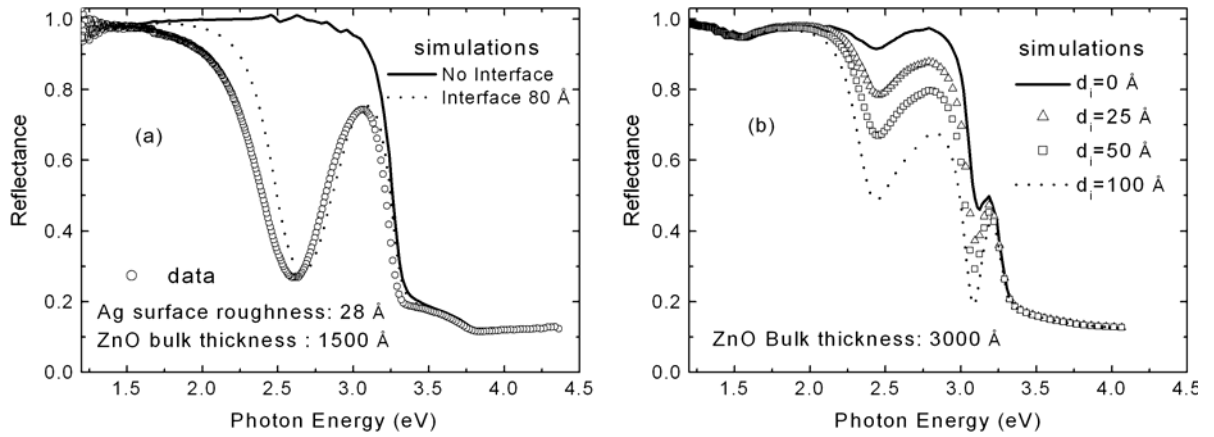 1.0
0.8
0.6
0.4
0.2
0.0
Reflectance
(a)
simulations
No Interface
Interface 80 Å
data
Ag surface roughness: 28 Å
ZnO bulk thickness : 1500 Å
1.5 2.0 2.5 3.0 3.5 4.0 4.5
Photon Energy (eV)
1.0
0.8
0.6
0.4
0.2
0.0
Reflectance
(b)
simulations
di=0 Å
di=25 Å
di=50 Å
di=100 Å
ZnO Bulk thickness: 3000 Å
1.5 2.0 2.5 3.0 3.5 4.0
Photon Energy (eV)